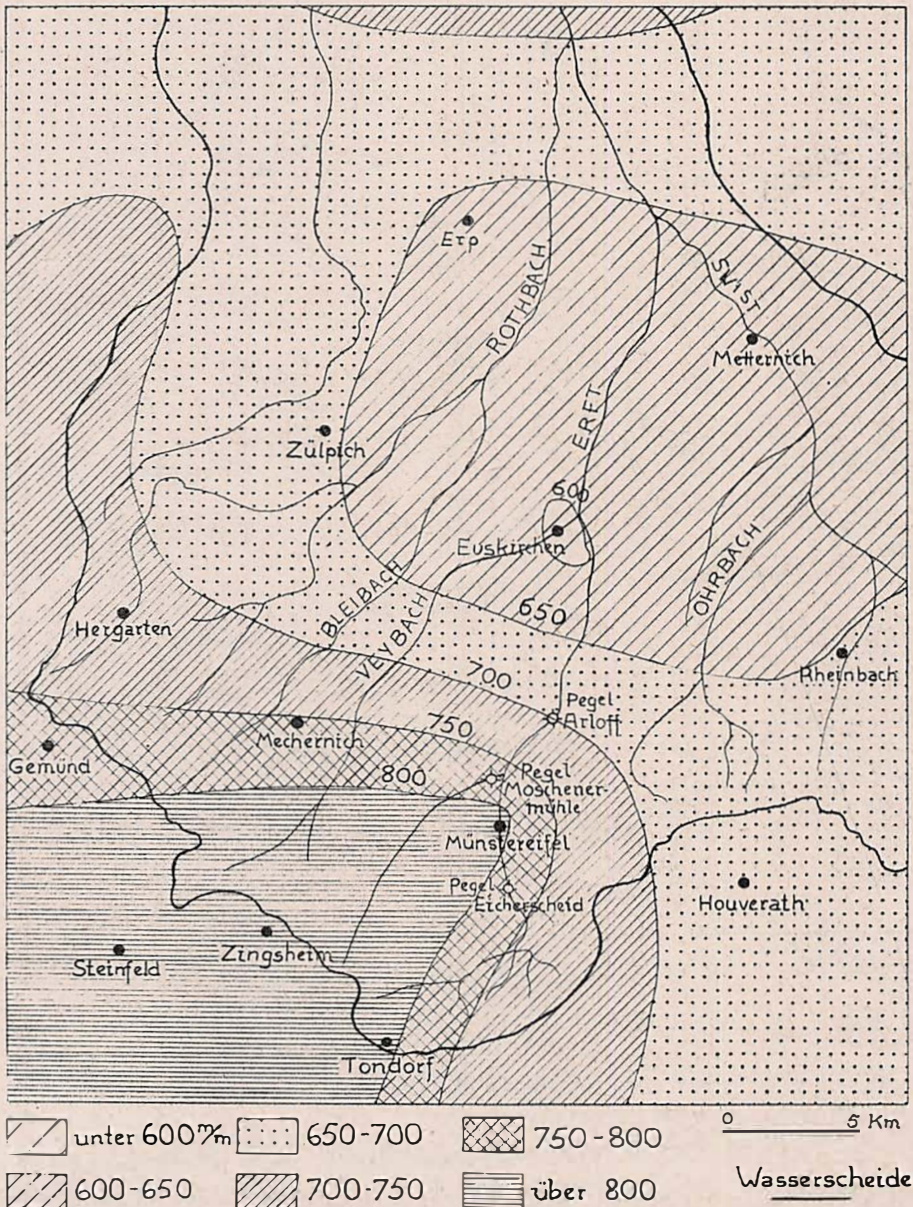 Erp
ROTHBACH
SWIST
Metternich
ERFT
Zülpich
600
Euskirchen
OHRBACH
BLEIBACH
VEYBACH
650
Hergarten
700
Rheinbach
Pegel
Arloff
750
Mechernich
Gemünd
800
Pegel
Moschener-
mühle
Münstereifel
Pegel
Eicherscheid
Houverath
Zingsheim
Steinfeld
Tondorf
unter 600 m/m
650-700
750-800
0 5 Km
600-650
700-750
über 800
Wasserscheide